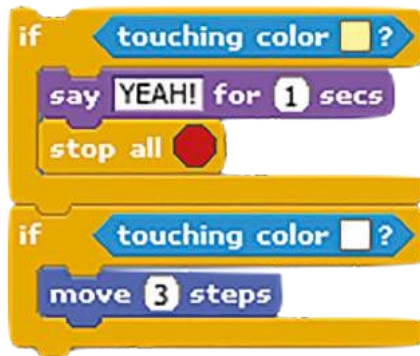 if touching color ?
say YEAH! for 1 secs
stop all
if touching color ?
move 3 steps